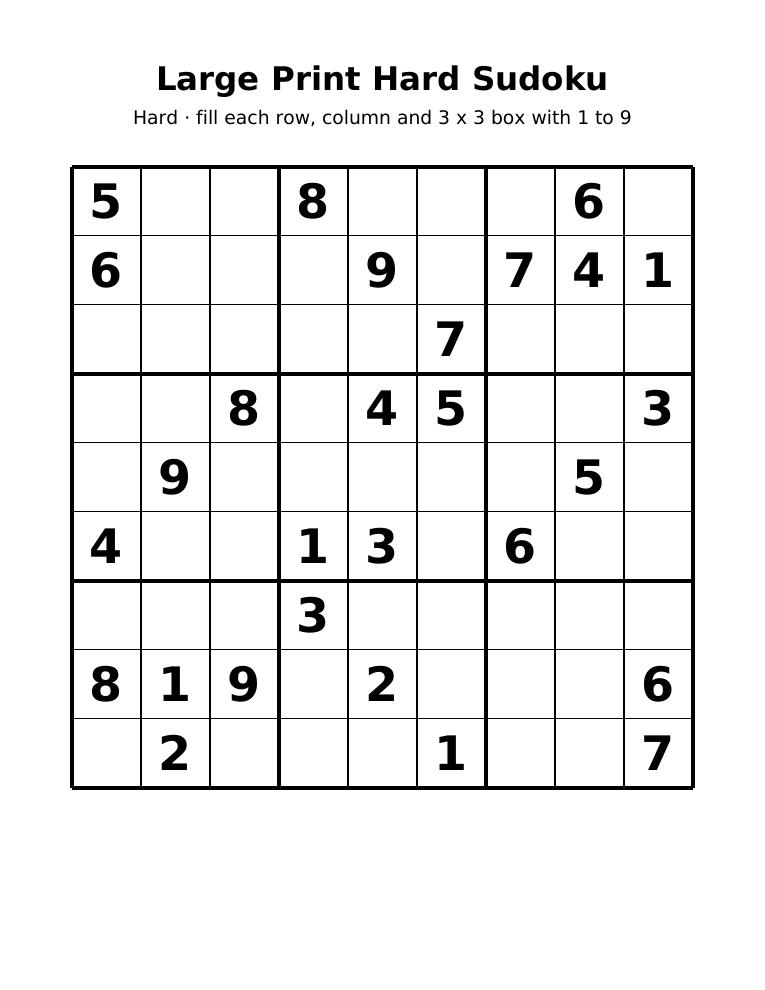 Large Print Hard Sudoku
Hard · fill each row, column and 3 x 3 box with 1 to 9
5 8 6
6 9 7 4 1
7
8 4 5 3
9 5
4 1 3 6
3
8 1 9 2 6
2 1 7